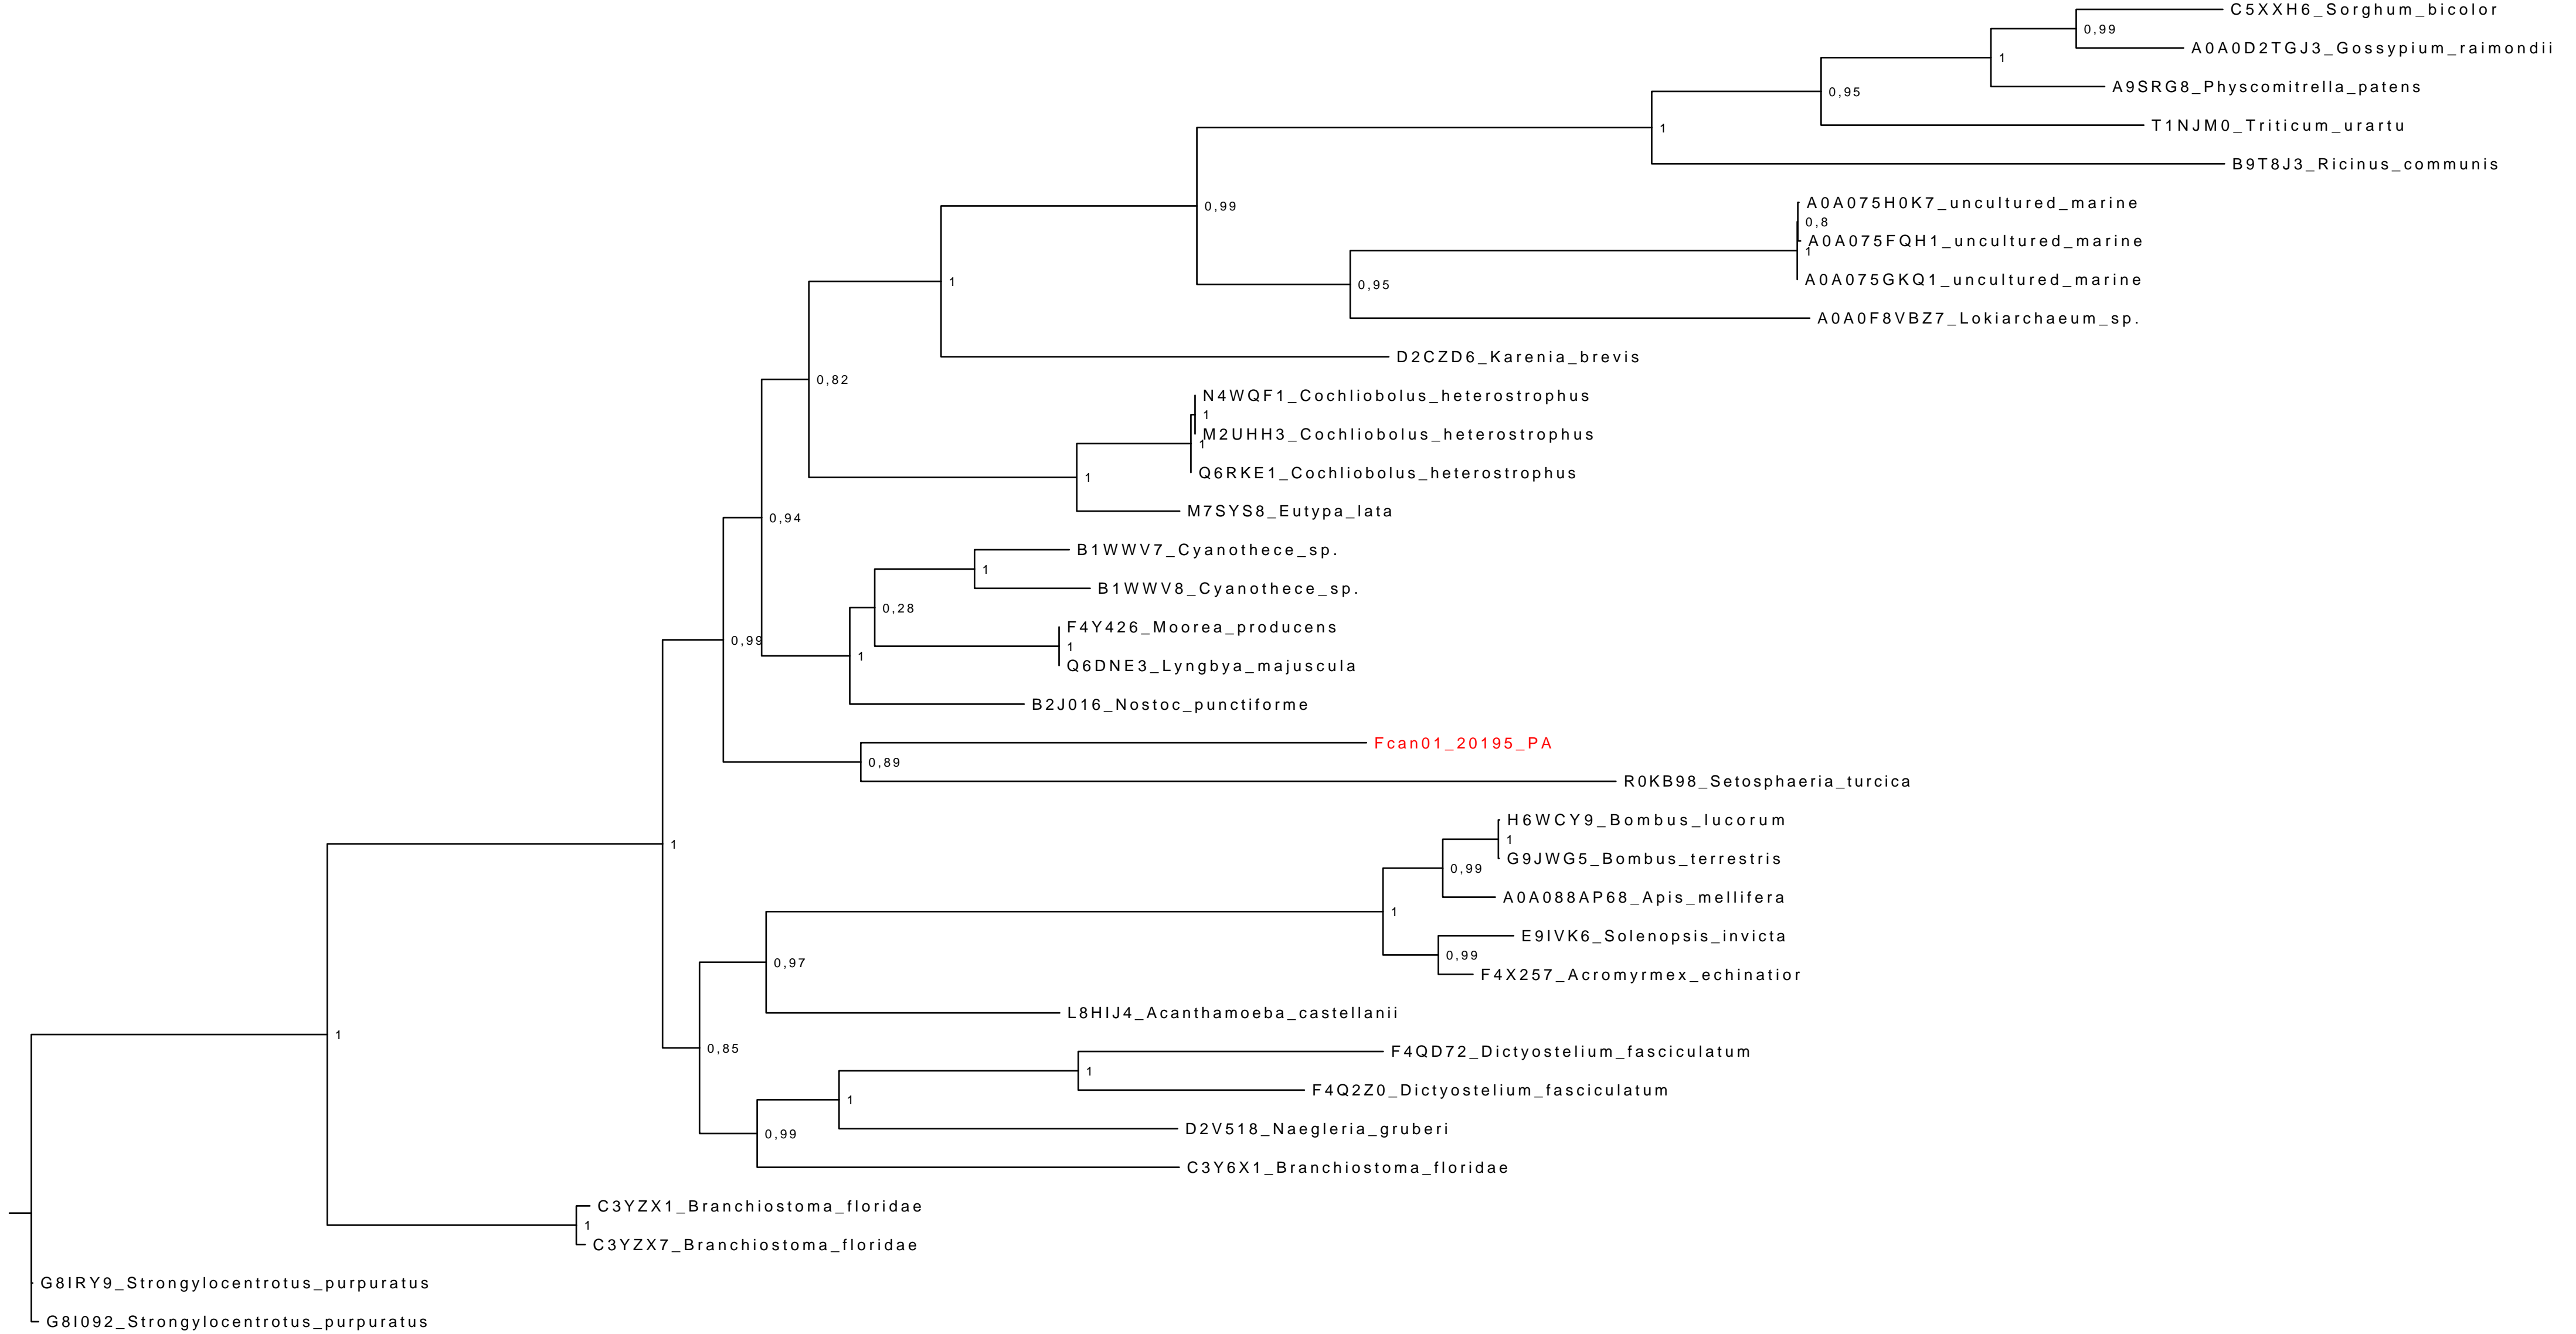 C5XXH6_Sorghum_bicolor
0,99
A0A0D2TGJ3_Gossypium_raimondii
1
A9SRG8_Physcomitrella_patens
0,95
T1NJM0_Triticum_urartu
1
B9T8J3_Ricinus_communis
A0A075H0K7_uncultured_marine
0,99
0,8
A0A075FQH1_uncultured_marine
1
A0A075GKQ1_uncultured_marine
1
0,95
A0A0F8VBZ7_Lokiarchaeum_sp.
D2CZD6_Karenia_brevis
0,82
N4WQF1_Cochliobolus_heterostrophus
1
M2UHH3_Cochliobolus_heterostrophus
1
Q6RKE1_Cochliobolus_heterostrophus
1
M7SYS8_Eutypa_lata
0,94
B1WWV7_Cyanothece_sp.
1
B1WWV8_Cyanothece_sp.
0,28
F4Y426_Moorea_producens
0,99
1
1
Q6DNE3_Lyngbya_majuscula
B2J016_Nostoc_punctiforme
Fcan01_20195_PA
0,89
R0KB98_Setosphaeria_turcica
H6WCY9_Bombus_lucorum
1
1
G9JWG5_Bombus_terrestris
0,99
A0A088AP68_Apis_mellifera
1
E9IVK6_Solenopsis_invicta
0,99
0,97
F4X257_Acromyrmex_echinatior
L8HIJ4_Acanthamoeba_castellanii
1
0,85
F4QD72_Dictyostelium_fasciculatum
1
F4Q2Z0_Dictyostelium_fasciculatum
1
D2V518_Naegleria_gruberi
0,99
C3Y6X1_Branchiostoma_floridae
C3YZX1_Branchiostoma_floridae
1
C3YZX7_Branchiostoma_floridae
G8IRY9_Strongylocentrotus_purpuratus
G8I092_Strongylocentrotus_purpuratus